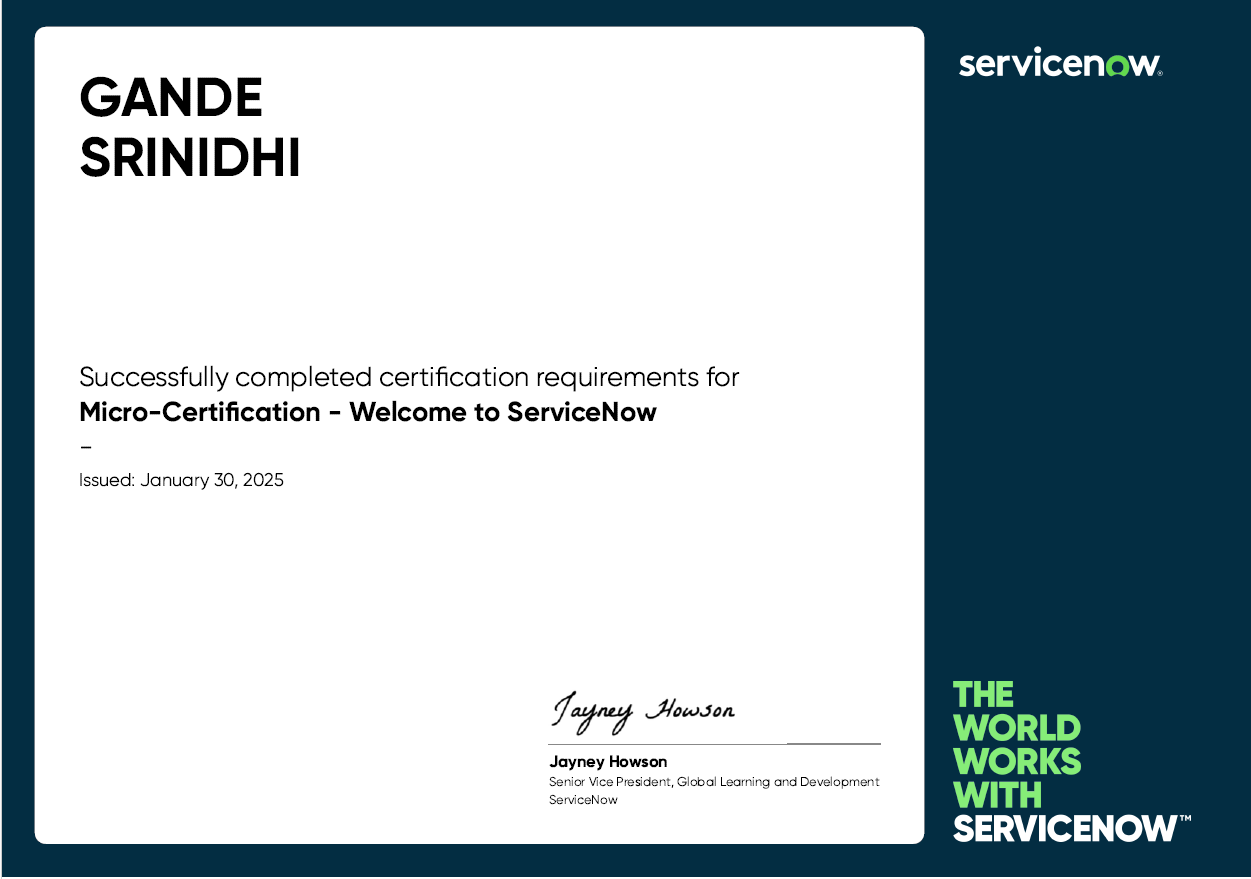 GANDE
SRINIDHI
servicenow®
Successfully completed certification requirements for
Micro-Certification - Welcome to ServiceNow
–
Issued: January 30, 2025
Jayney Howson
Jayney Howson
Senior Vice President, Global Learning and Development
ServiceNow
THE
WORLD
WORKS
WITH
SERVICENOW™